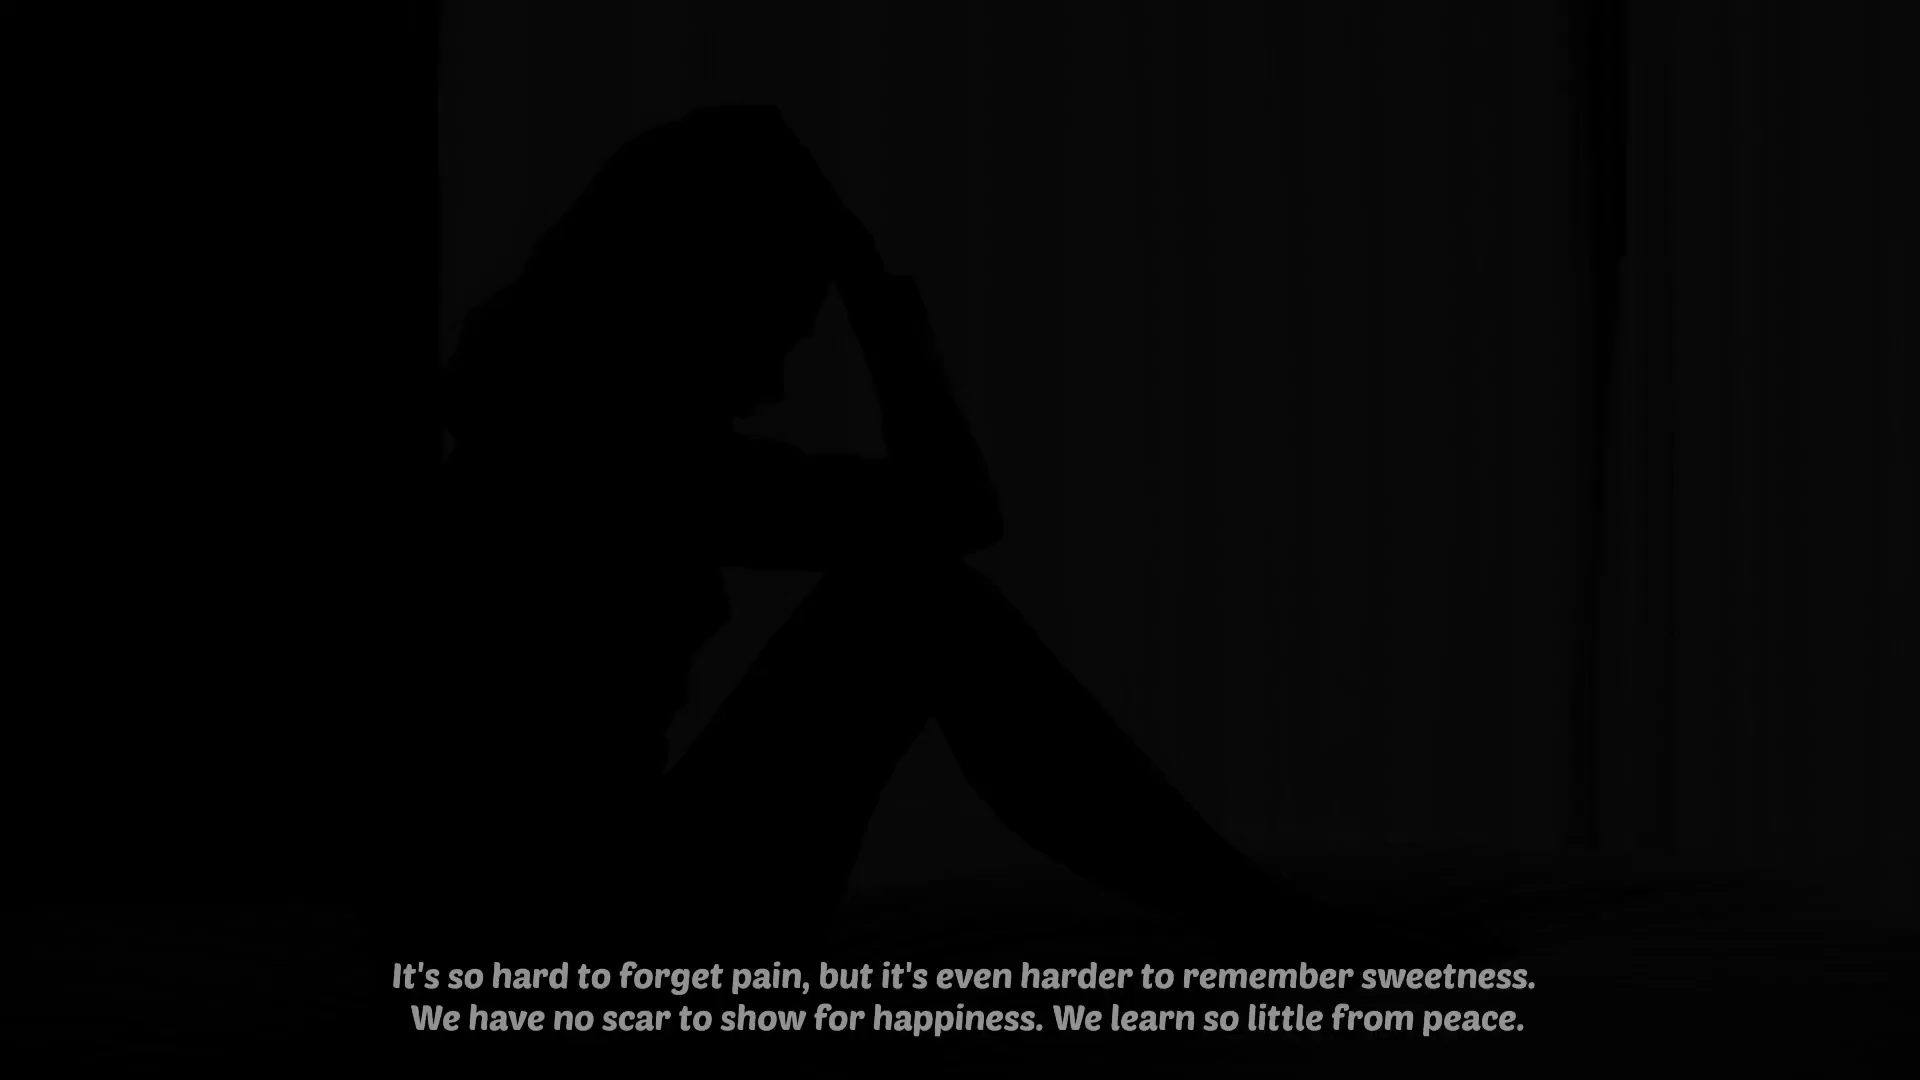 It's so hard to forget pain, but it's even harder to remember sweetness.
We have no scar to show for happiness. We learn so little from peace.